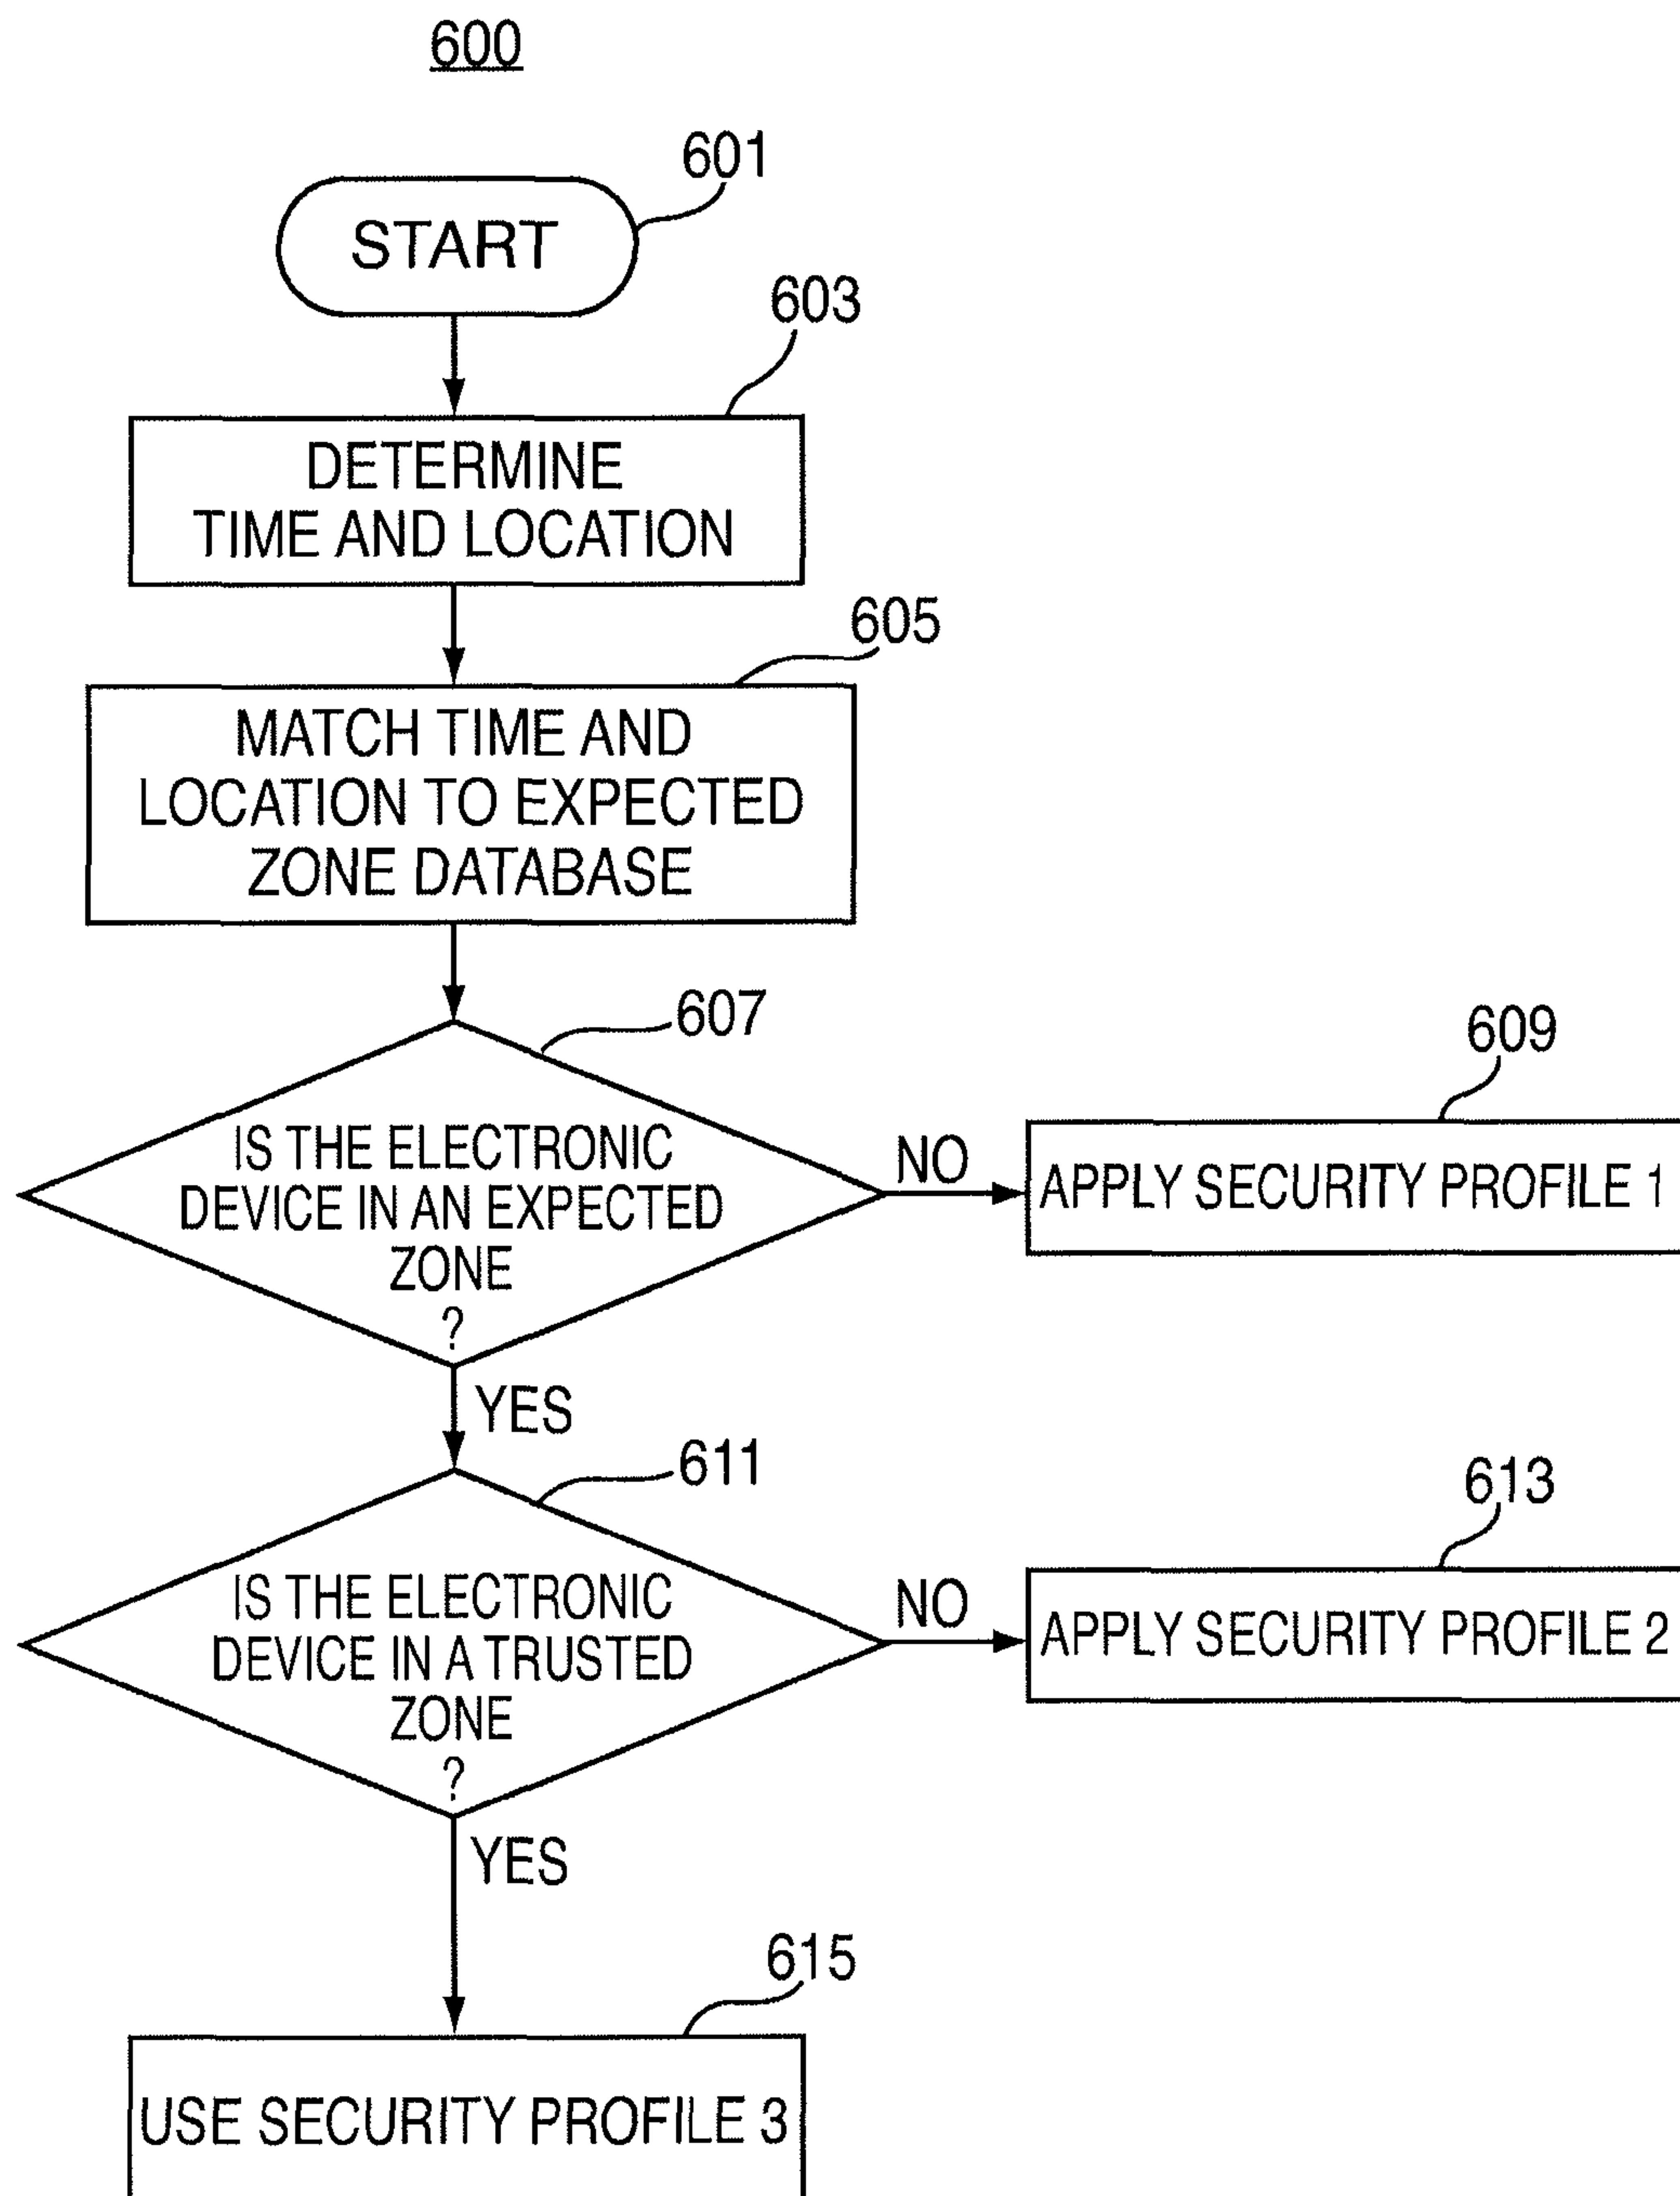 600
601
START
603
DETERMINE
TIME AND LOCATION
605
MATCH TIME AND
LOCATION TO EXPECTED
ZONE DATABASE
607
IS THE ELECTRONIC
DEVICE IN AN EXPECTED
ZONE
?
NO
609
APPLY SECURITY PROFILE 1
YES
611
IS THE ELECTRONIC
DEVICE IN A TRUSTED
ZONE
?
NO
613
APPLY SECURITY PROFILE 2
YES
615
USE SECURITY PROFILE 3